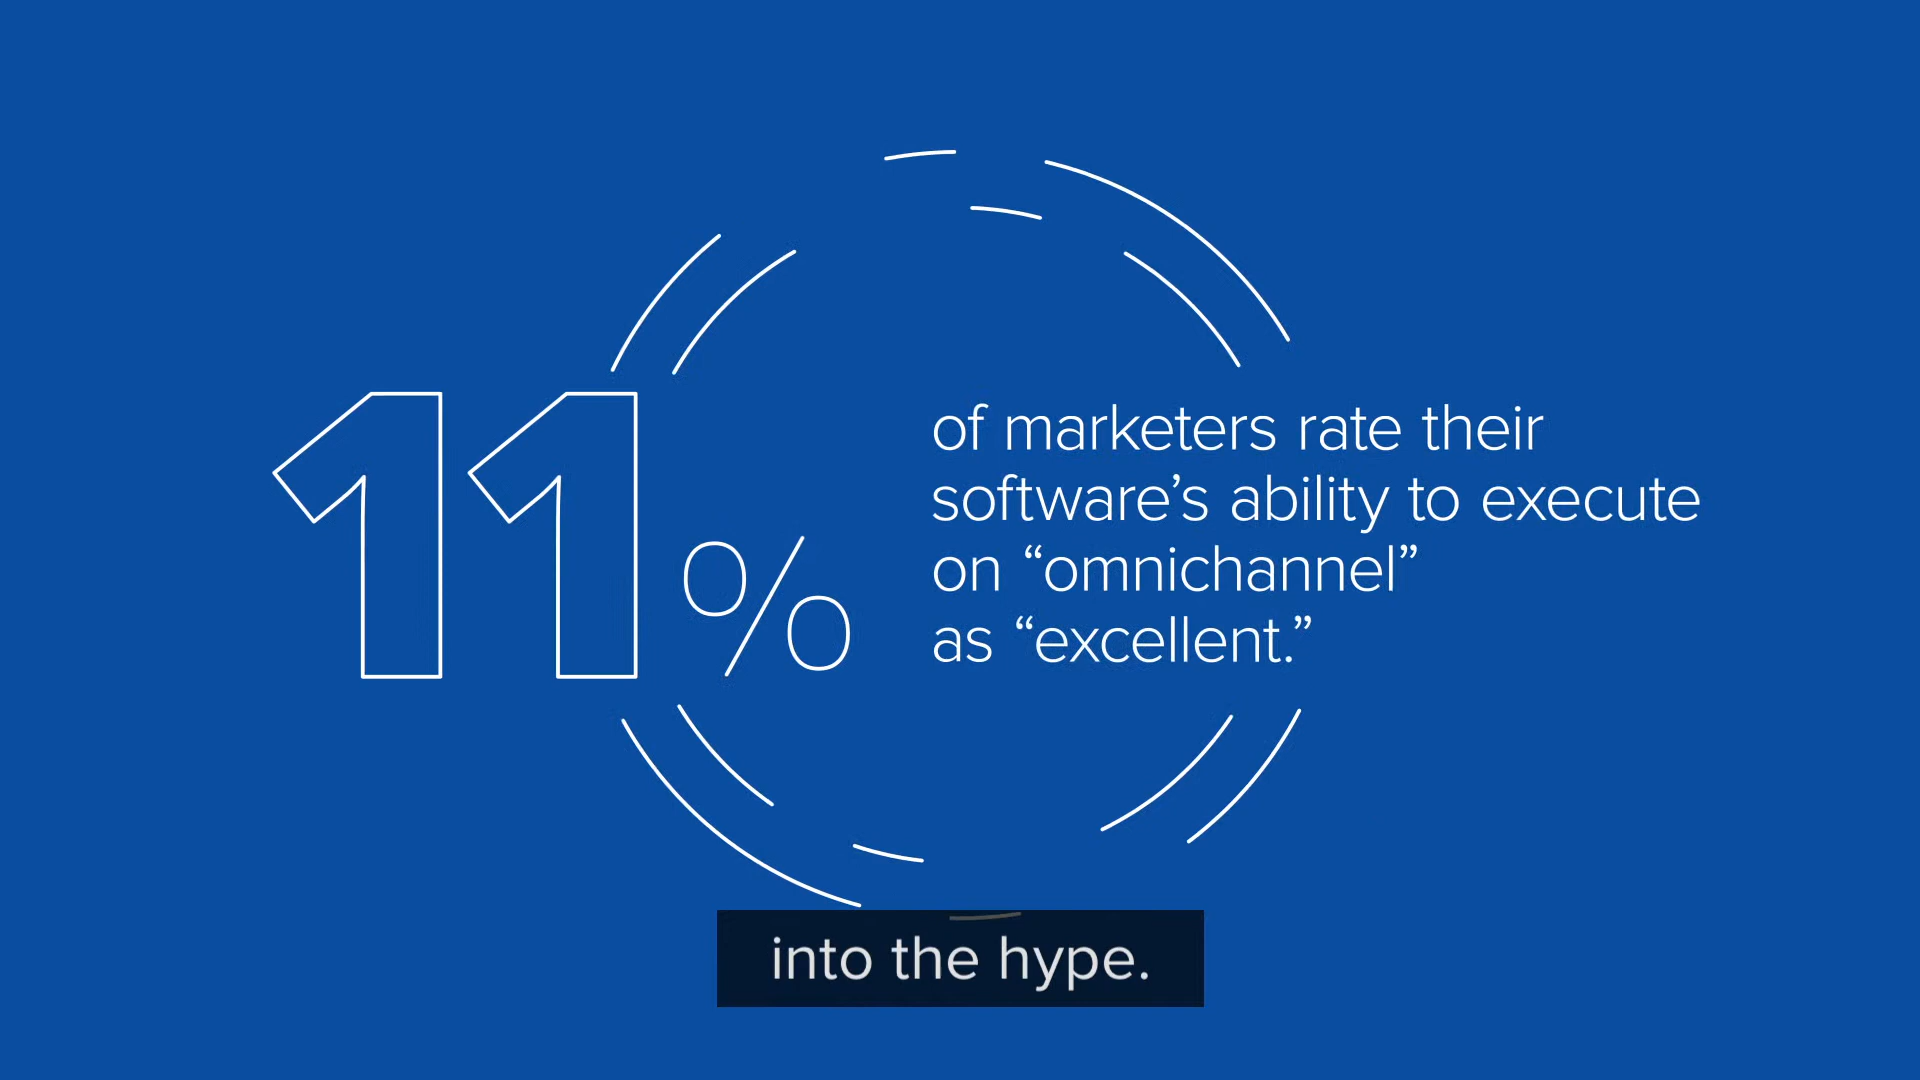 11%
of marketers rate their
software’s ability to execute
on “omnichannel”
as “excellent.”
into the hype.